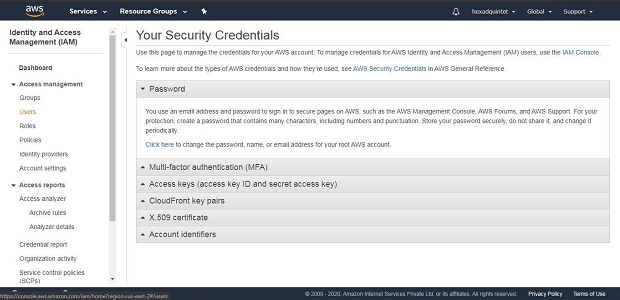 aws Services Resource Groups hexadquintet Global Support
Identity and Access
Management (IAM)
Dashboard
Access management
Groups
Users
Roles
Policies
Identity providers
Account settings
Access reports
Access analyzer
Archive rules
Analyzer details
Credential report
Organization activity
Service control policies
(SCPs)
Your Security Credentials
Use this page to manage the credentials for your AWS account. To manage credentials for AWS Identity and Access Management (IAM) users, use the IAM Console .
To learn more about the types of AWS credentials and how they're used, see AWS Security Credentials in AWS General Reference.
Password
You use an email address and password to sign in to secure pages on AWS, such as the AWS Management Console, AWS Forums, and AWS Support. For your
protection, create a password that contains many characters, including numbers and punctuation. Store your password securely, do not share it, and change it
periodically.
Click here to change the password, name, or email address for your root AWS account.
Multi-factor authentication (MFA)
Access keys (access key ID and secret access key)
CloudFront key pairs
X.509 certificate
Account identifiers
https://console.aws.amazon.com/iam/home?region=us-east-2#/users
© 2008 - 2020, Amazon Internet Services Private Ltd. or its affiliates. All rights reserved. Privacy Policy Terms of Use